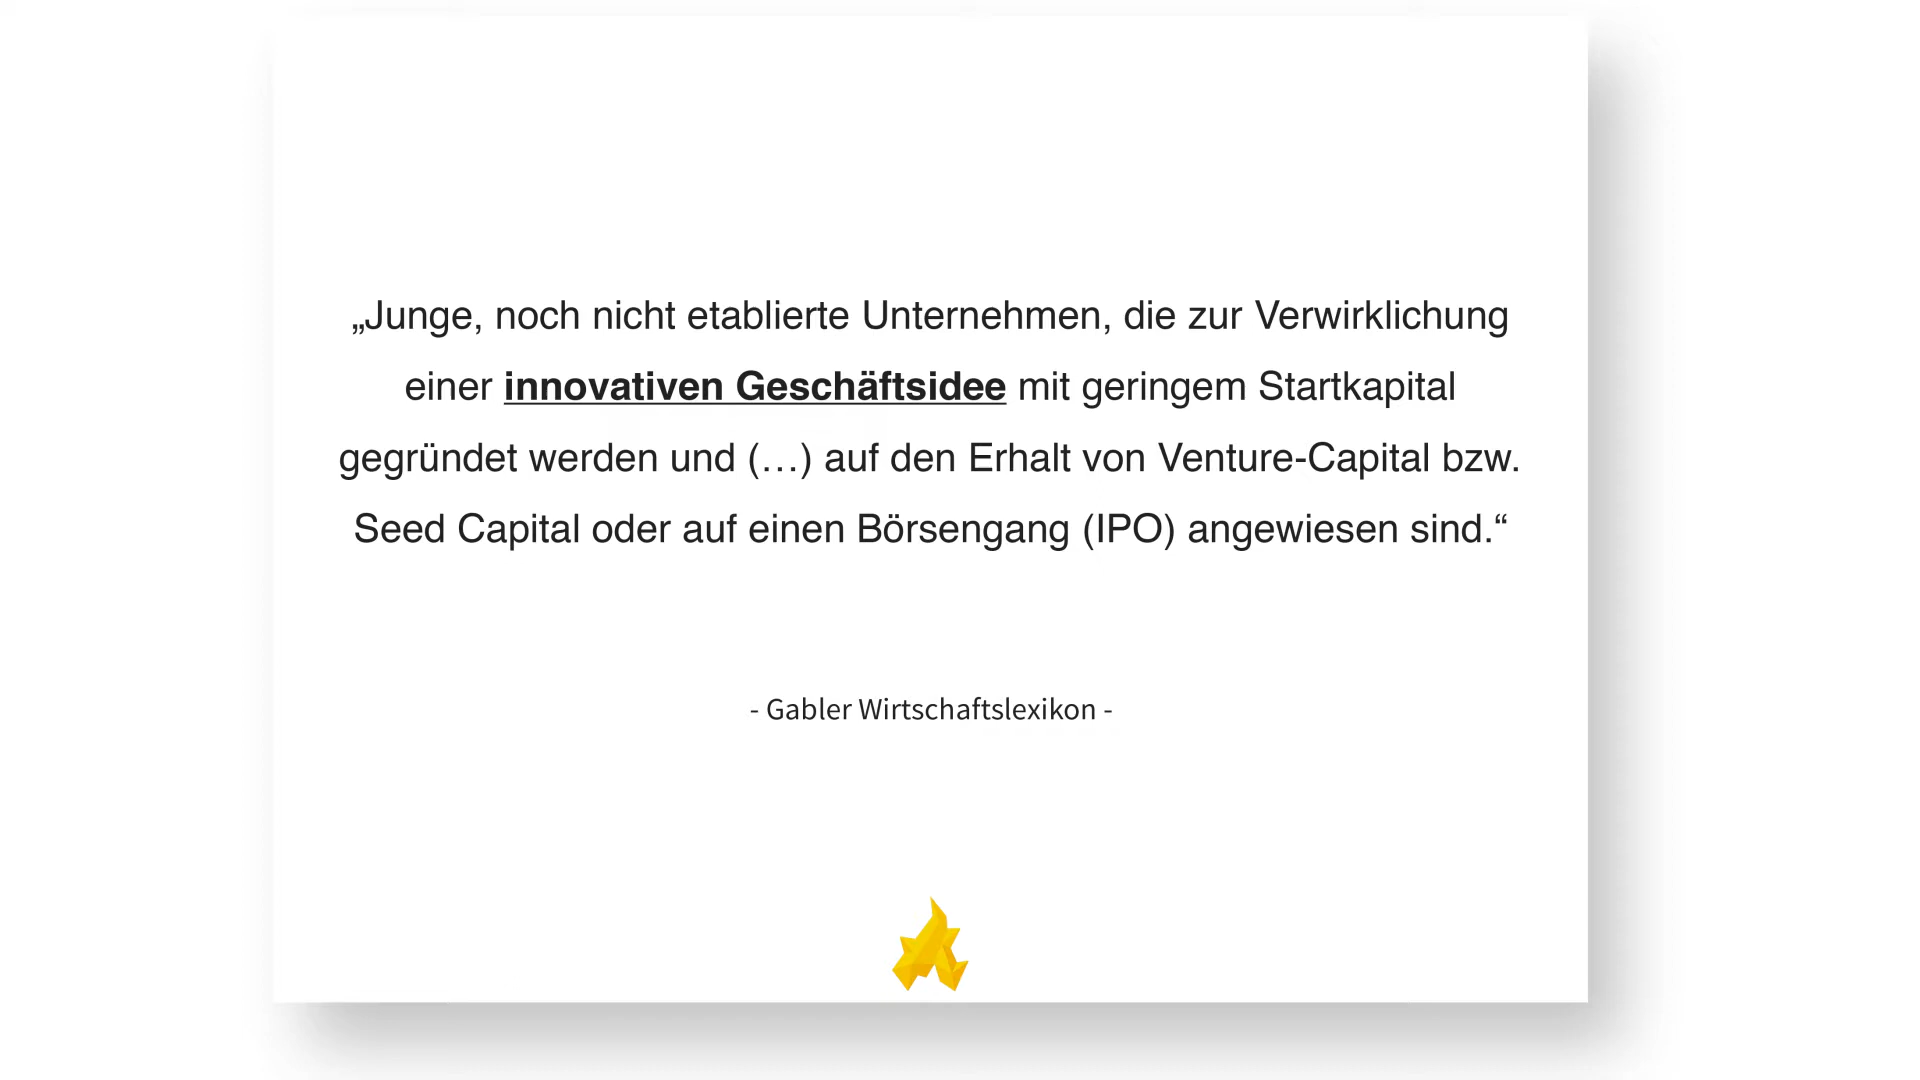 „Junge, noch nicht etablierte Unternehmen, die zur Verwirklichung
einer innovativen Geschäftsidee mit geringem Startkapital
gegründet werden und (…) auf den Erhalt von Venture-Capital bzw.
Seed Capital oder auf einen Börsengang (IPO) angewiesen sind.“
- Gabler Wirtschaftslexikon -